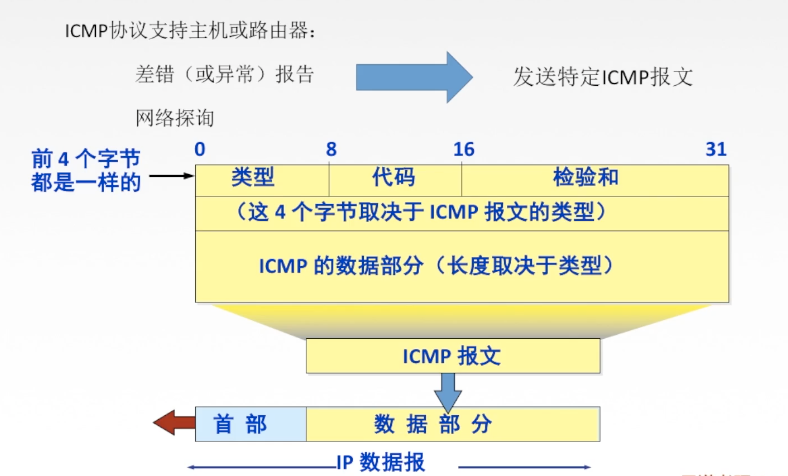 ICMP协议支持主机或路由器：
差错（或异常）报告
发送特定ICMP报文
网络探询
0 8 16 31
前 4 个字节
都是一样的
类型 代码 检验和
（这 4 个字节取决于 ICMP 报文的类型）
ICMP 的数据部分（长度取决于类型）
ICMP 报文
首 部 数 据 部 分
IP 数据报